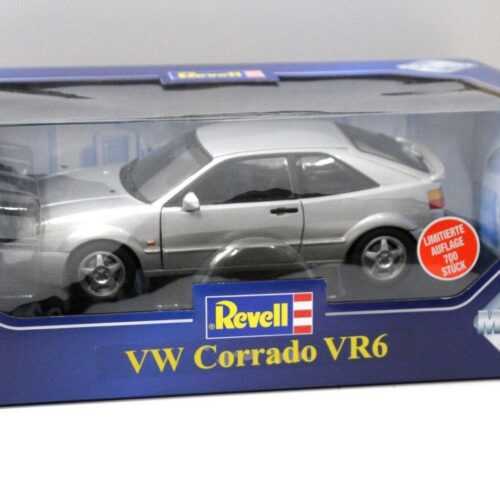 Revell
LIMITIERTE
AUFLAGE
700
STÜCK
Revell
VW Corrado VR6